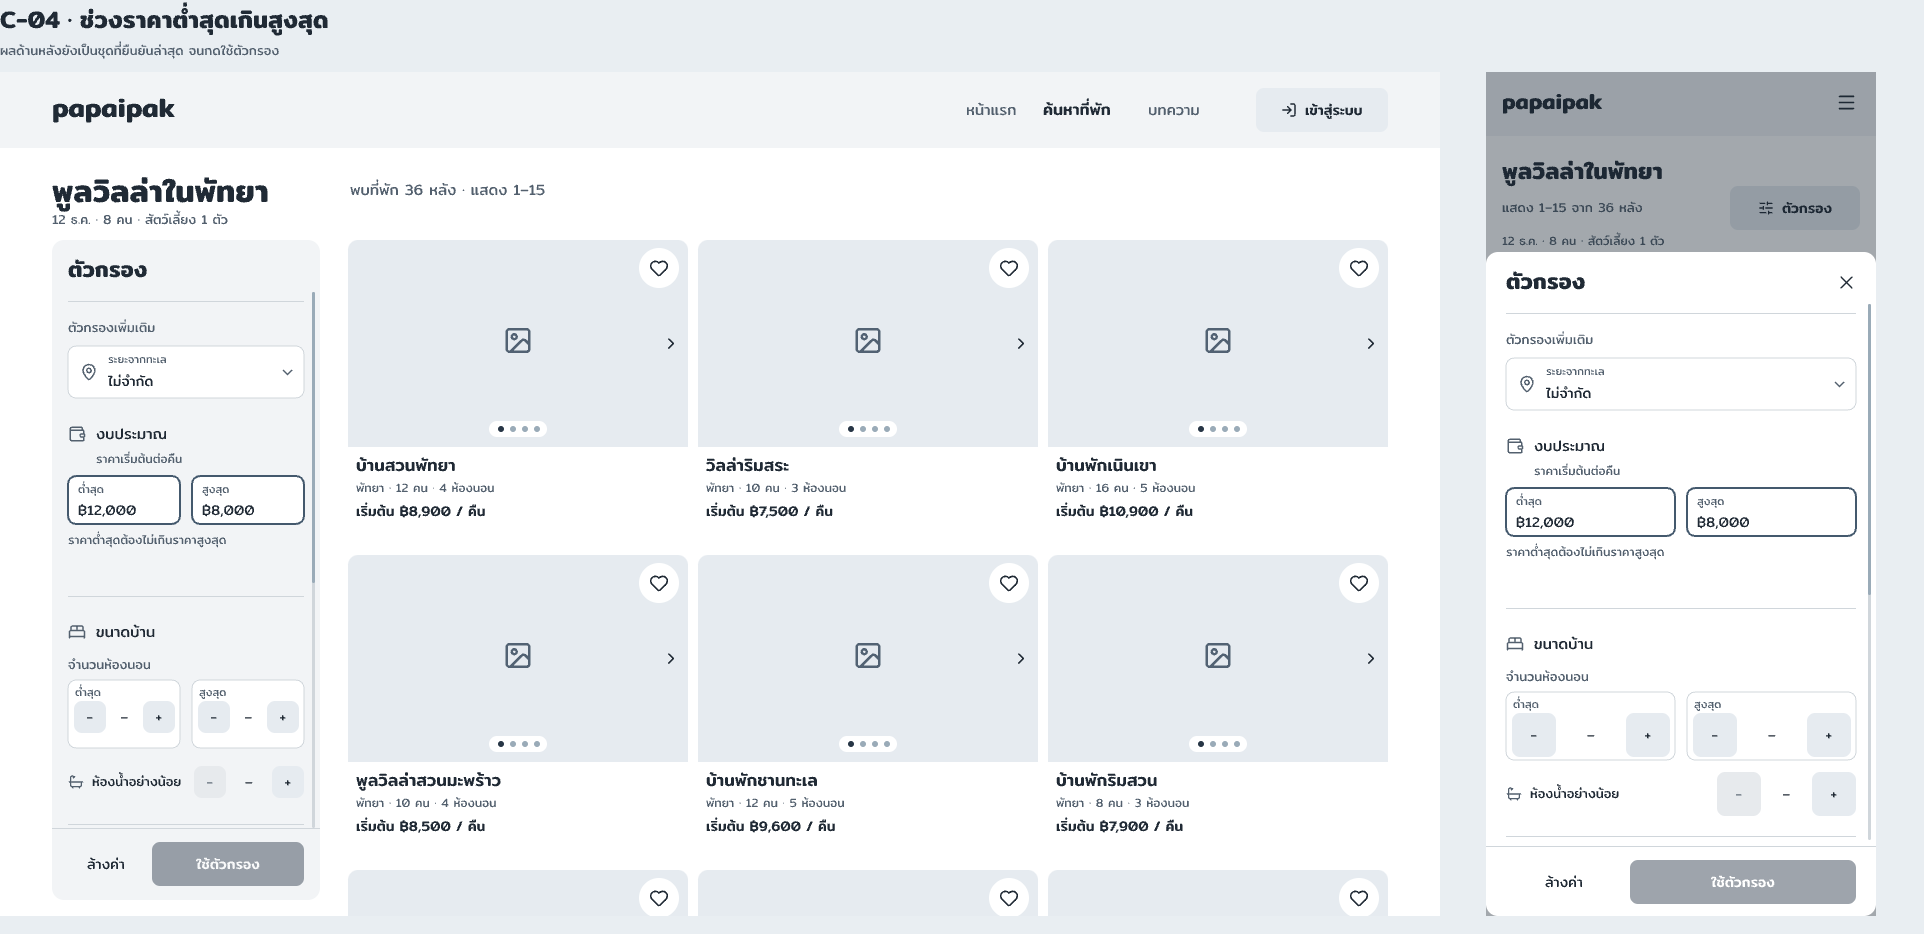 C-04 · ช่วงราคาต่ำสุดเกินสูงสุด
ผลด้านหลังยังเป็นชุดที่ยืนยันล่าสุด จนกดใช้ตัวกรอง
papaipak
หน้าแรก
ค้นหาที่พัก
บทความ
เข้าสู่ระบบ
พูลวิลล่าในพัทยา
12 ธ.ค. · 8 คน · สัตว์เลี้ยง 1 ตัว
พบที่พัก 36 หลัง · แสดง 1–15
ตัวกรอง
ตัวกรองเพิ่มเติม
ระยะจากทะเล
ไม่จำกัด
งบประมาณ
ราคาเริ่มต้นต่อคืน
ต่ำสุด
฿12,000
สูงสุด
฿8,000
ราคาต่ำสุดต้องไม่เกินราคาสูงสุด
ขนาดบ้าน
จำนวนห้องนอน
ต่ำสุด
– – +
สูงสุด
– – +
ห้องน้ำอย่างน้อย – – +
ล้างค่า
ใช้ตัวกรอง
บ้านสวนพัทยา
พัทยา · 12 คน · 4 ห้องนอน
เริ่มต้น ฿8,900 / คืน
วิลล่าริมสระ
พัทยา · 10 คน · 3 ห้องนอน
เริ่มต้น ฿7,500 / คืน
บ้านพักเนินเขา
พัทยา · 16 คน · 5 ห้องนอน
เริ่มต้น ฿10,900 / คืน
พูลวิลล่าสวนมะพร้าว
พัทยา · 10 คน · 4 ห้องนอน
เริ่มต้น ฿8,500 / คืน
บ้านพักชานทะเล
พัทยา · 12 คน · 5 ห้องนอน
เริ่มต้น ฿9,600 / คืน
บ้านพักริมสวน
พัทยา · 8 คน · 3 ห้องนอน
เริ่มต้น ฿7,900 / คืน
papaipak
พูลวิลล่าในพัทยา
แสดง 1–15 จาก 36 หลัง
ตัวกรอง
12 ธ.ค. · 8 คน · สัตว์เลี้ยง 1 ตัว
ตัวกรอง
ตัวกรองเพิ่มเติม
ระยะจากทะเล
ไม่จำกัด
งบประมาณ
ราคาเริ่มต้นต่อคืน
ต่ำสุด
฿12,000
สูงสุด
฿8,000
ราคาต่ำสุดต้องไม่เกินราคาสูงสุด
ขนาดบ้าน
จำนวนห้องนอน
ต่ำสุด
– – +
สูงสุด
– – +
ห้องน้ำอย่างน้อย – – +
ล้างค่า
ใช้ตัวกรอง